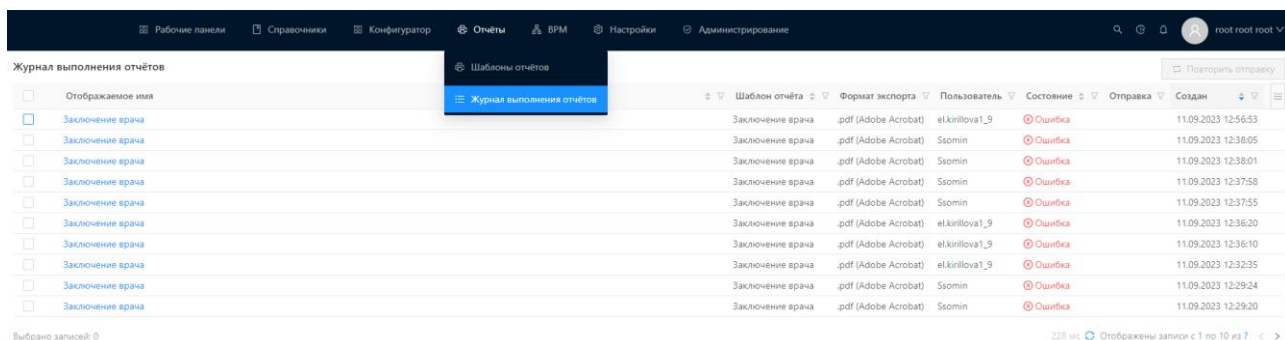 Рабочие панели Справочники Конфигуратор Отчёты BPM Настройки Администрирование root root root
Журнал выполнения отчётов Шаблоны отчётов Повторить отправку
Журнал выполнения отчётов
Отображаемое имя Шаблон отчёта Формат экспорта Пользователь Состояние Отправка Создан
Заключение врача Заключение врача .pdf (Adobe Acrobat) el.kirillova1_9 Ошибка 11.09.2023 12:56:53
Заключение врача Заключение врача .pdf (Adobe Acrobat) Ssomin Ошибка 11.09.2023 12:38:05
Заключение врача Заключение врача .pdf (Adobe Acrobat) Ssomin Ошибка 11.09.2023 12:38:01
Заключение врача Заключение врача .pdf (Adobe Acrobat) Ssomin Ошибка 11.09.2023 12:37:58
Заключение врача Заключение врача .pdf (Adobe Acrobat) Ssomin Ошибка 11.09.2023 12:37:55
Заключение врача Заключение врача .pdf (Adobe Acrobat) el.kirillova1_9 Ошибка 11.09.2023 12:36:20
Заключение врача Заключение врача .pdf (Adobe Acrobat) el.kirillova1_9 Ошибка 11.09.2023 12:36:10
Заключение врача Заключение врача .pdf (Adobe Acrobat) el.kirillova1_9 Ошибка 11.09.2023 12:32:35
Заключение врача Заключение врача .pdf (Adobe Acrobat) Ssomin Ошибка 11.09.2023 12:29:24
Заключение врача Заключение врача .pdf (Adobe Acrobat) Ssomin Ошибка 11.09.2023 12:29:20
Выбрано записей: 0 228 мс Отображены записи с 1 по 10 из ? < >